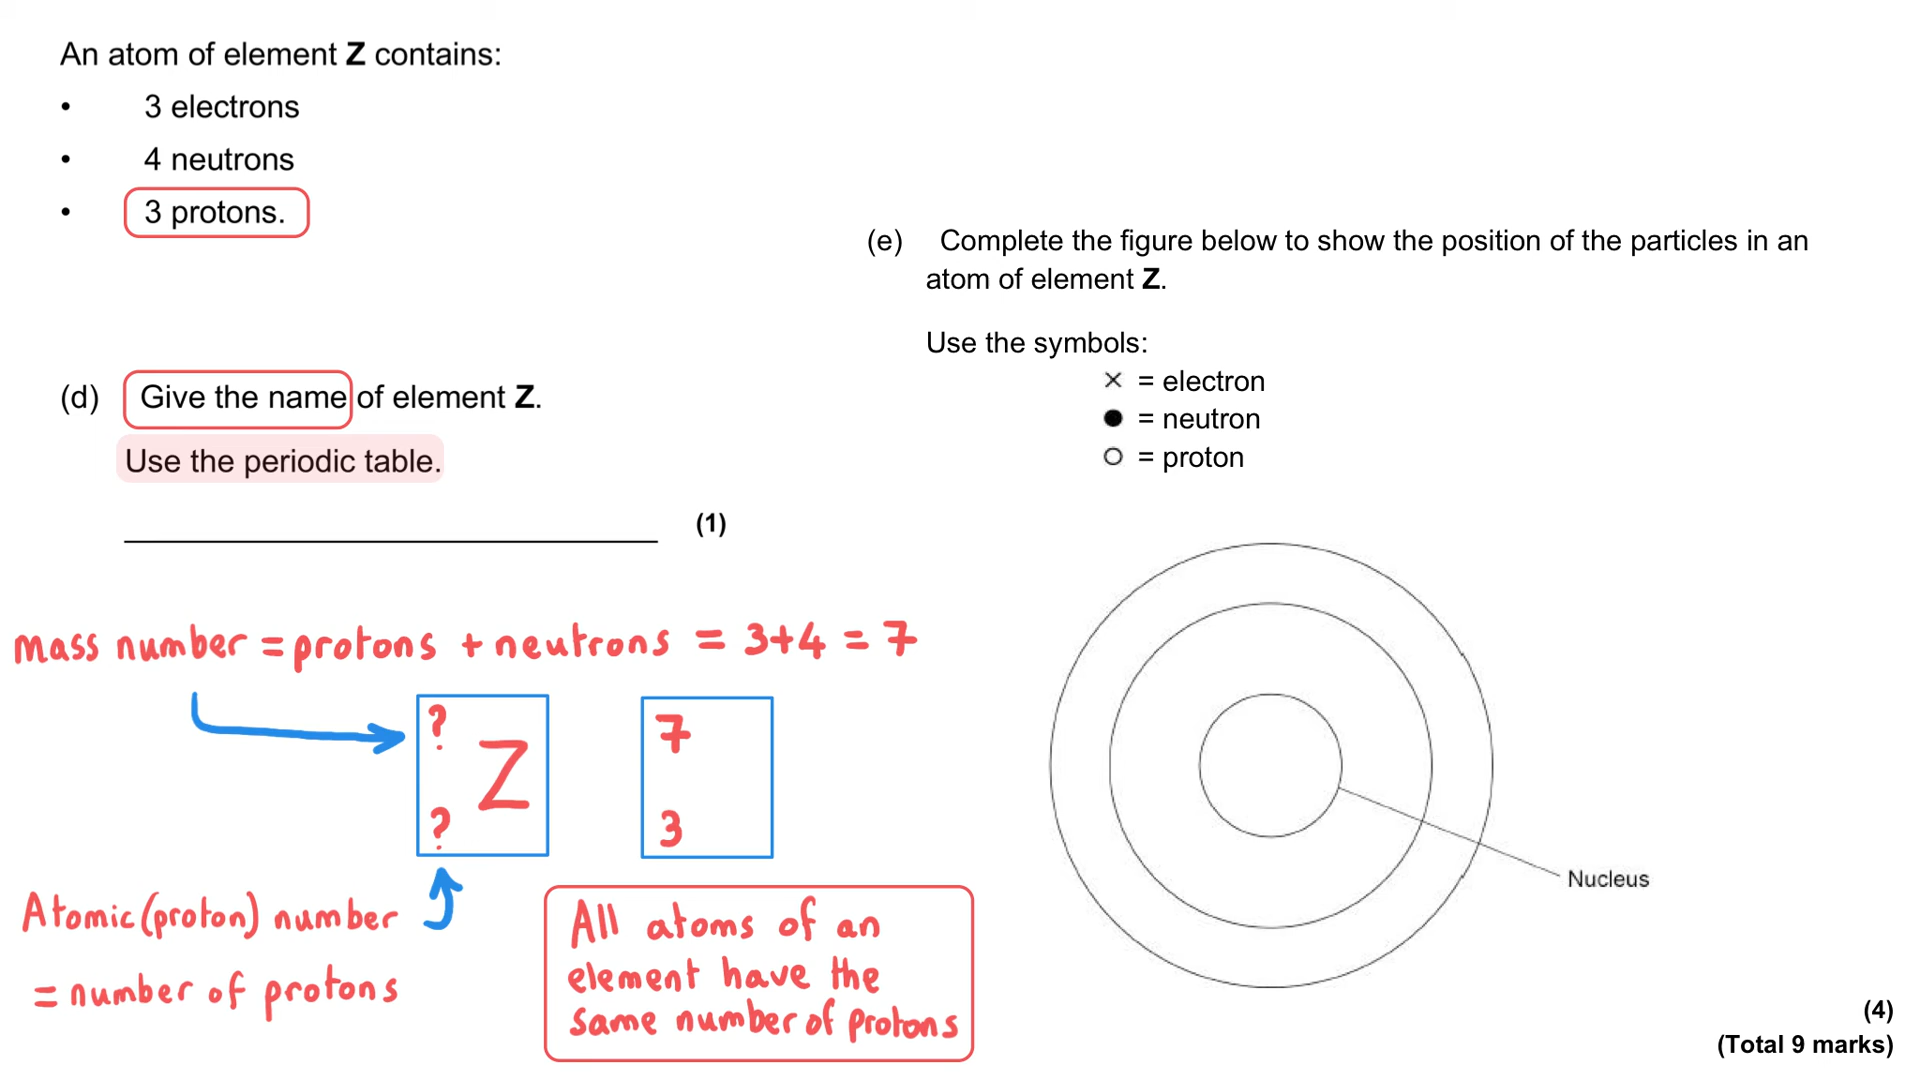 An atom of element Z contains:
• 3 electrons
• 4 neutrons
• 3 protons.
(d) Give the name of element Z.
Use the periodic table.
(1)
mass number = protons + neutrons = 3+4 = 7
? Z
?
7
3
Atomic (proton) number
= number of protons
All atoms of an
element have the
same number of protons
(e) Complete the figure below to show the position of the particles in an
atom of element Z.
Use the symbols:
× = electron
● = neutron
○ = proton
Nucleus
(4)
(Total 9 marks)